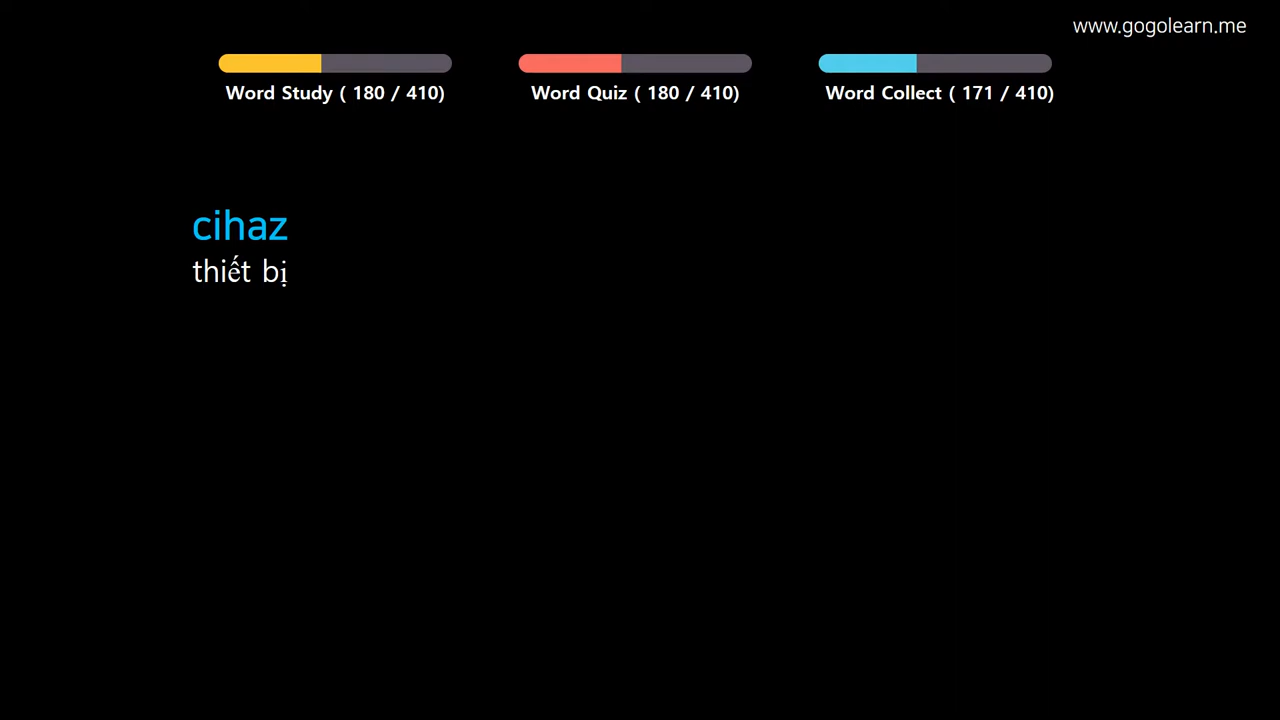 www.gogolearn.me
Word Study ( 180 / 410)
Word Quiz ( 180 / 410)
Word Collect ( 171 / 410)
cihaz
thiết bị